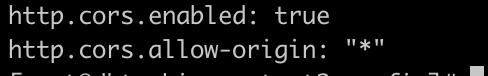 http.cors.enabled: true
http.cors.allow-origin: "*"